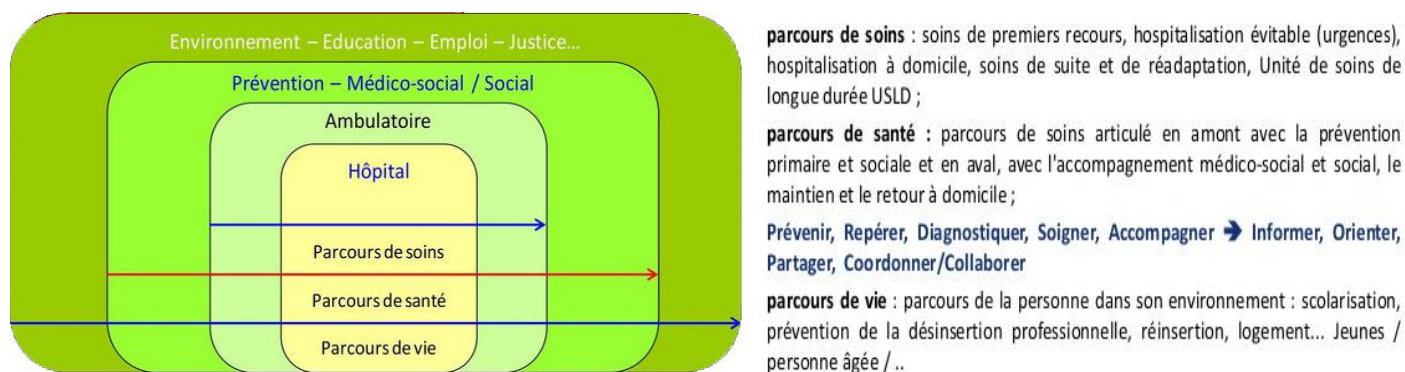 Environnement – Education – Emploi – Justice...
Prévention – Médico-social / Social
Ambulatoire
Hôpital
Parcours de soins
Parcours de santé
Parcours de vie
parcours de soins : soins de premiers recours, hospitalisation évitable (urgences),
hospitalisation à domicile, soins de suite et de réadaptation, Unité de soins de
longue durée USLD ;
parcours de santé : parcours de soins articulé en amont avec la prévention
primaire et sociale et en aval, avec l'accompagnement médico-social et social, le
maintien et le retour à domicile ;
Prévenir, Repérer, Diagnostiquer, Soigner, Accompagner ➔ Informer, Orienter,
Partager, Coordonner/Collaborer
parcours de vie : parcours de la personne dans son environnement : scolarisation,
prévention de la désinsertion professionnelle, réinsertion, logement... Jeunes /
personne âgée / ..